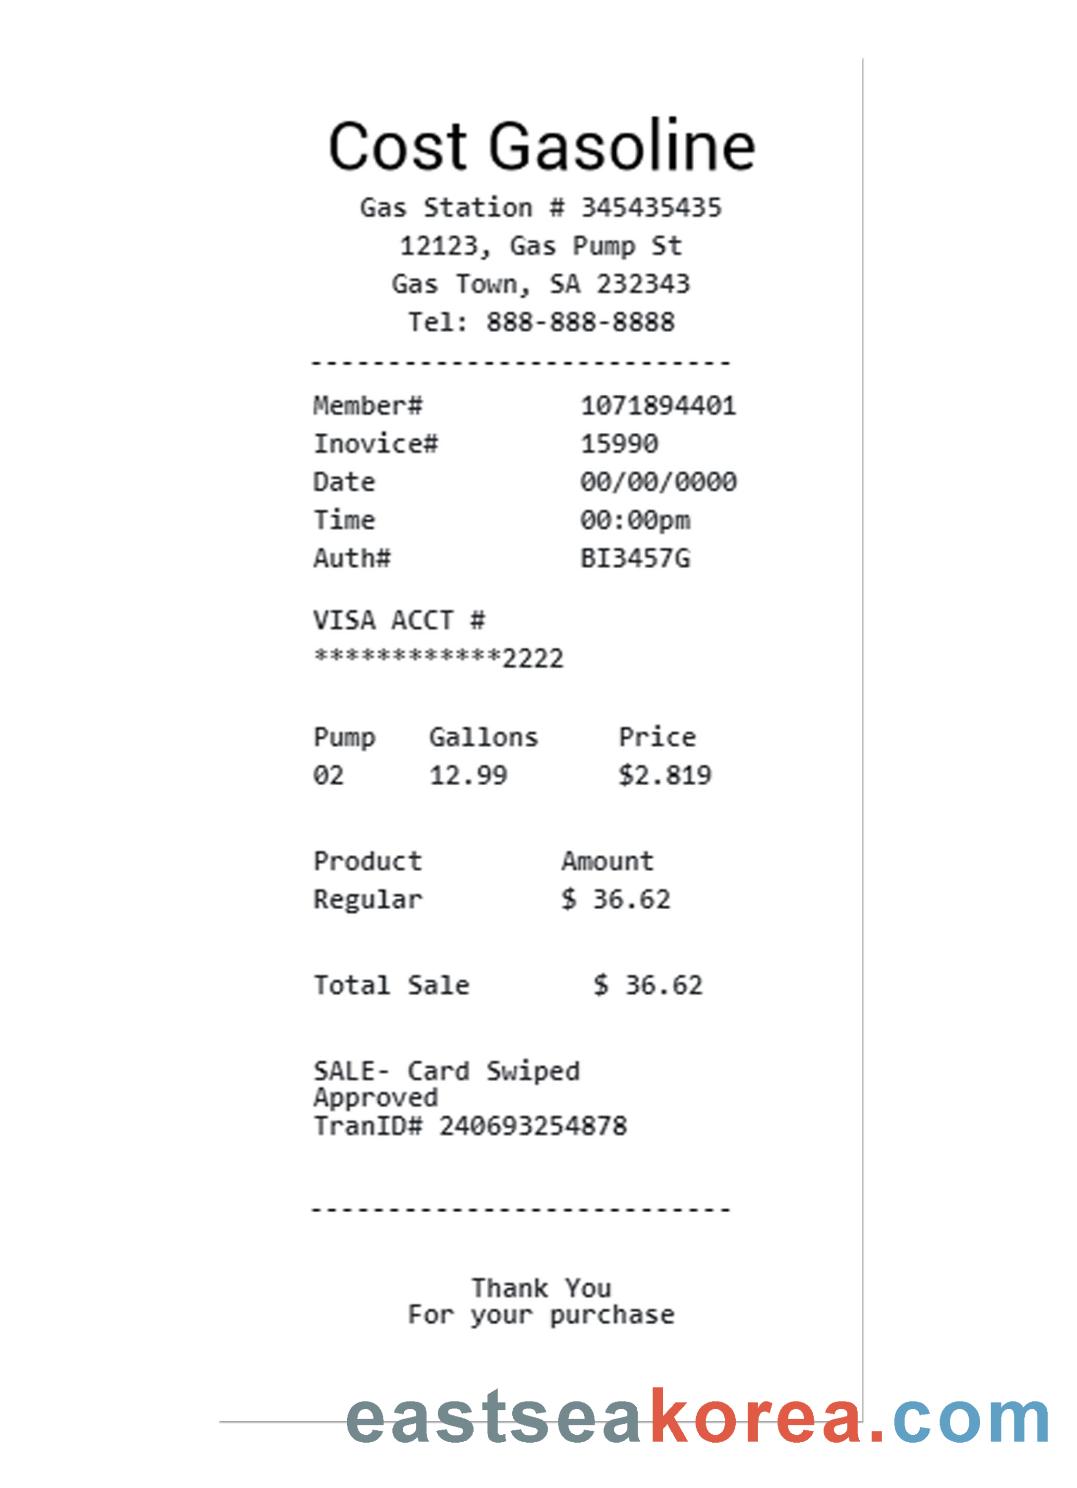 Cost Gasoline
Gas Station # 345435435
12123, Gas Pump St
Gas Town, SA 232343
Tel: 888-888-8888
---------------------------
Member# 1071894401
Inovice# 15990
Date 00/00/0000
Time 00:00pm
Auth# BI3457G
VISA ACCT #
************2222
Pump Gallons Price
02 12.99 $2.819
Product Amount
Regular $ 36.62
Total Sale $ 36.62
SALE- Card Swiped
Approved
TranID# 240693254878
---------------------------
Thank You
For your purchase
eastseakorea.com